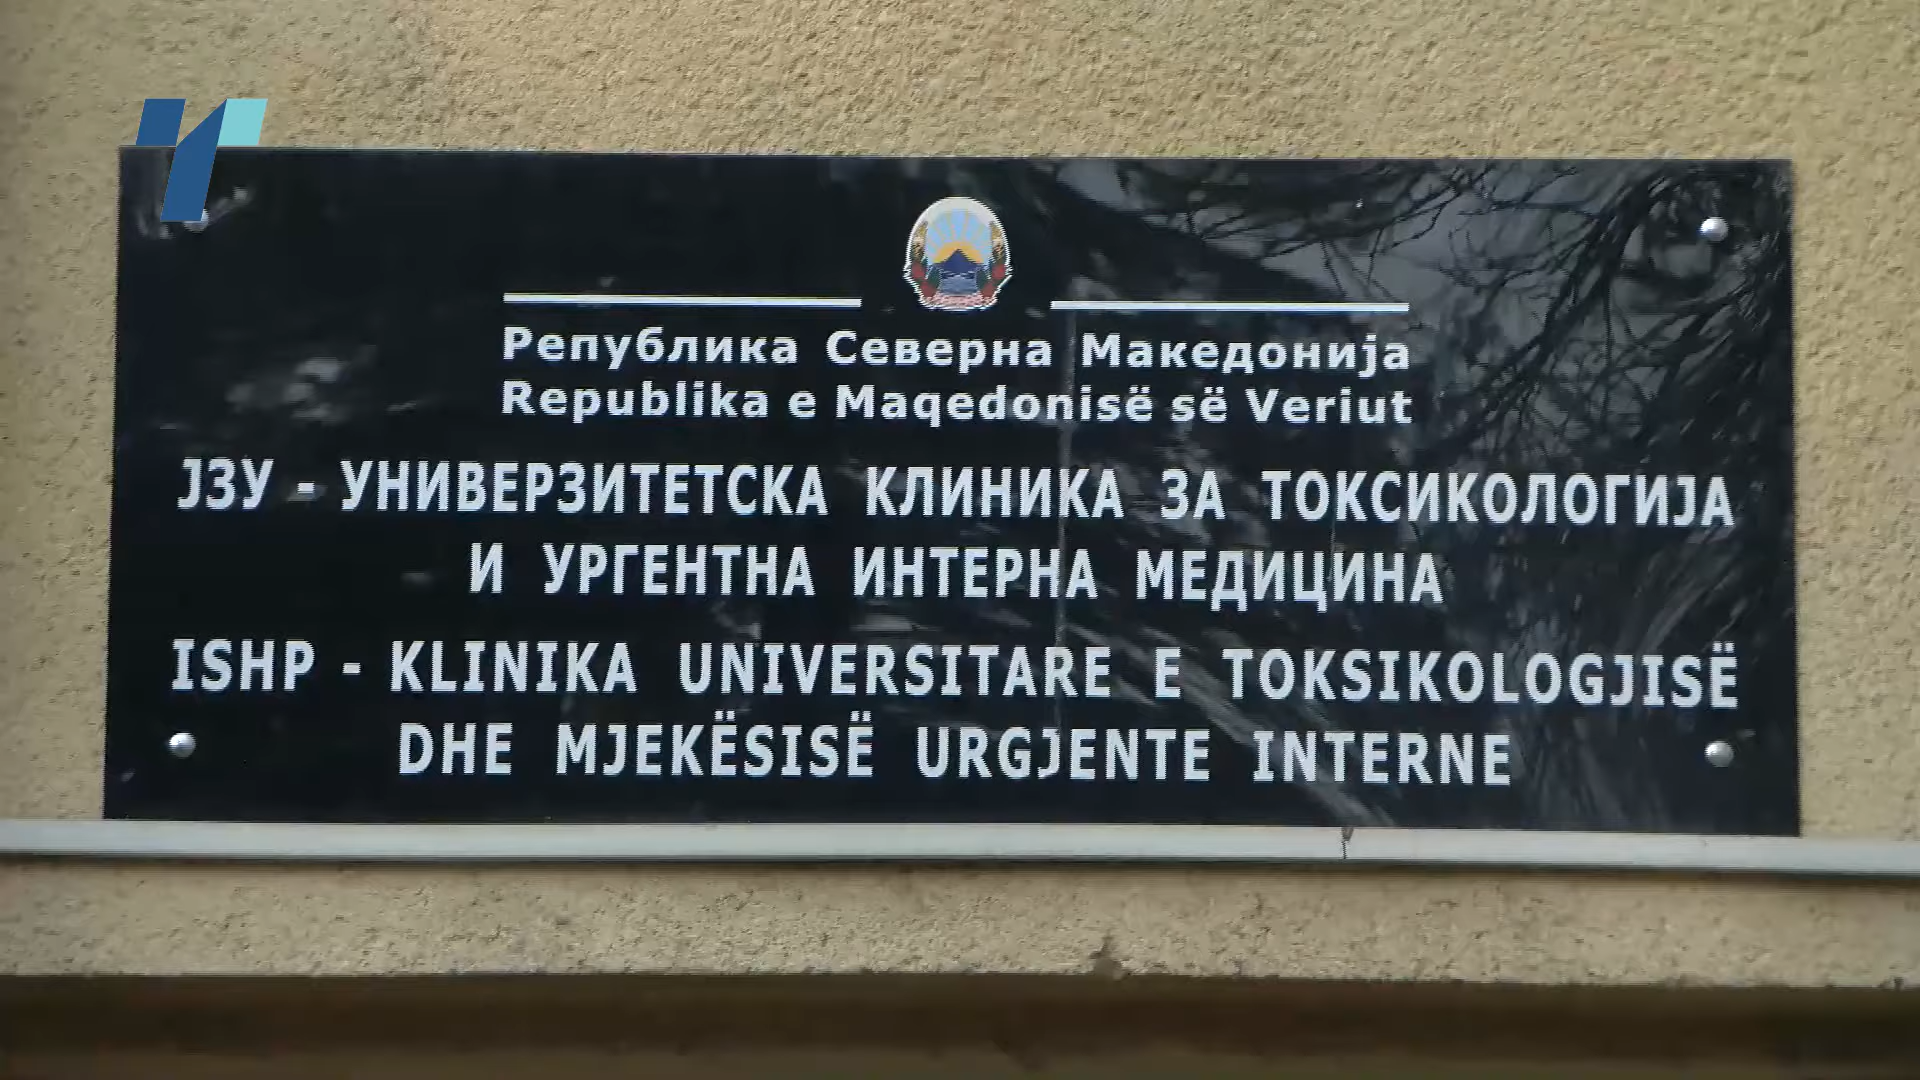 Република Северна Македонија
Republika e Maqedonisë së Veriut
ЈЗУ - УНИВЕРЗИТЕТСКА КЛИНИКА ЗА ТОКСИКОЛОГИЈА
И УРГЕНТНА ИНТЕРНА МЕДИЦИНА
ISHP - KLINIKA UNIVERSITARE E TOKSIKOLOGJISË
DHE MJEKËSISË URGJENTE INTERNE